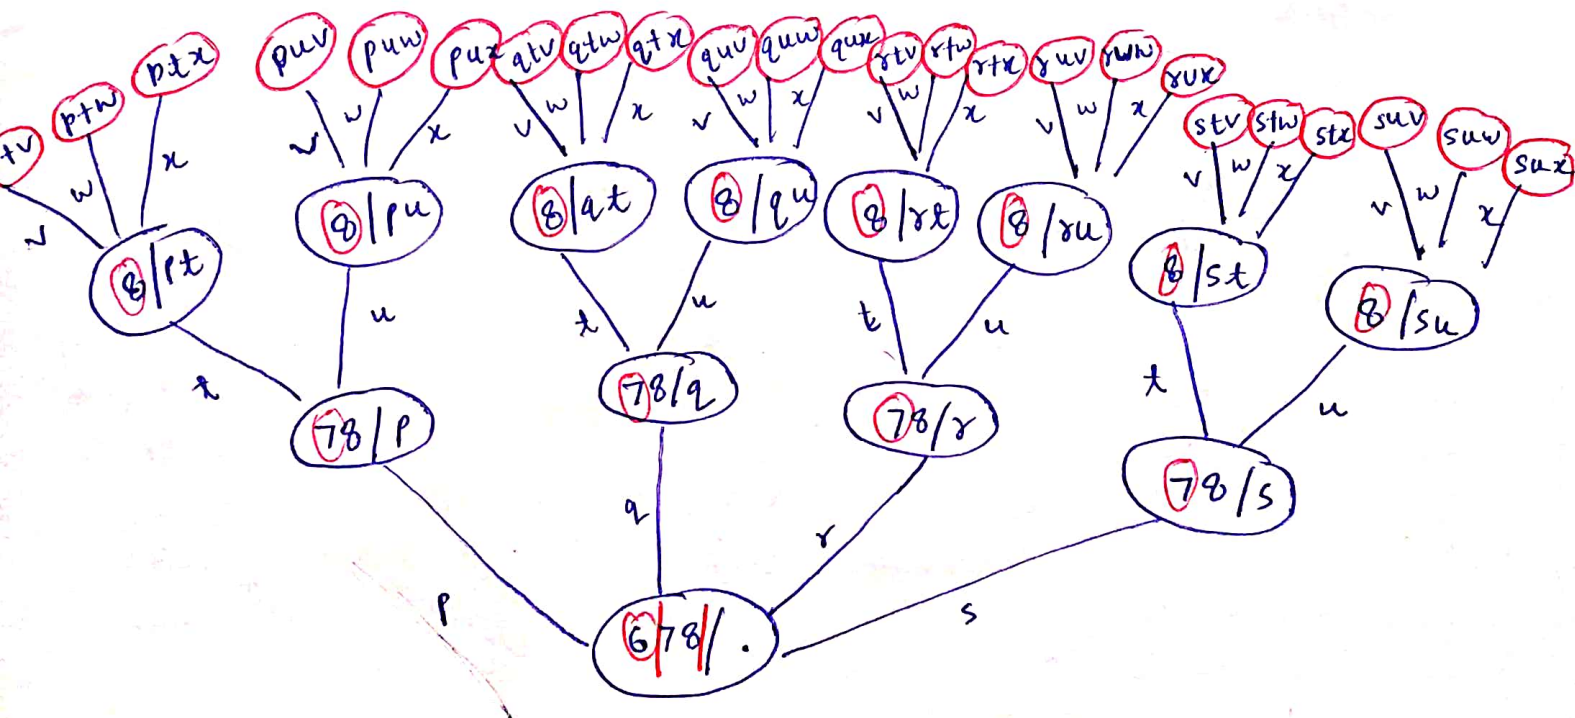 tv ptw ptx puv puw pux qtv qtw qtx quv quw qux rtv rtw rtx ruv rwx rux stv stw stx suv suw sux
v w x v w x v w x v w x v w x v w x v w x v w x
8/pt 8/pu 8/qt 8/qu 8/rt 8/ru 8/st 8/su
t u t u t u t u
78/p 78/q 78/r 78/s
p q r s
678/.